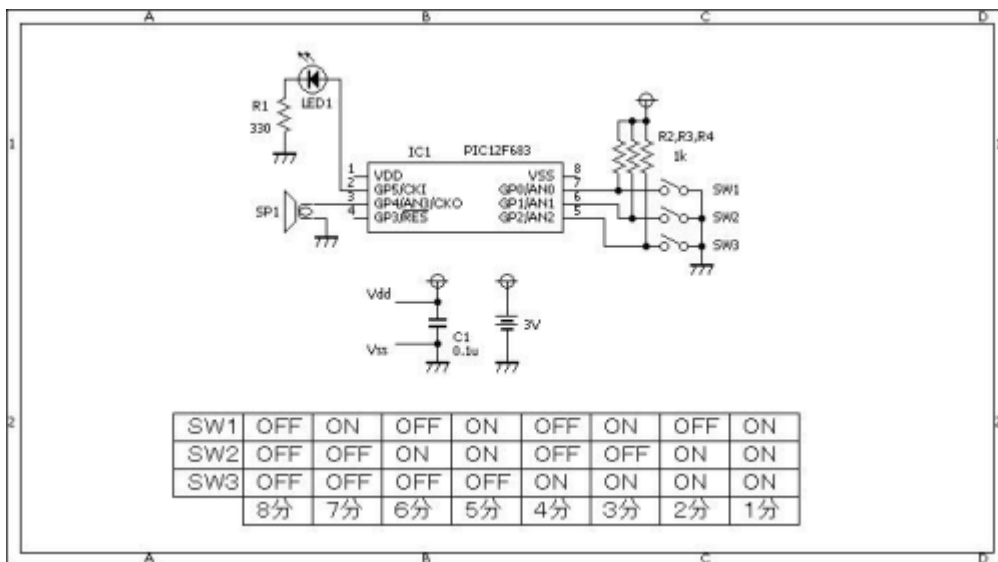 A B C D
1
1
2
2
R1
330
LED1
IC1 PIC12F683
1 VDD
2 GP5/CKI
3 GP4/AN3/CKO
4 GP3/RES
VSS 8
GP0/AN0 7
GP1/AN1 6
GP2/AN2 5
SP1
R2,R3,R4
1k
SW1
SW2
SW3
Vdd
Vss
C1
0.1u
3V
SW1 OFF ON OFF ON OFF ON OFF ON
SW2 OFF OFF ON ON OFF OFF ON ON
SW3 OFF OFF OFF OFF ON ON ON ON
8分 7分 6分 5分 4分 3分 2分 1分
A B C D